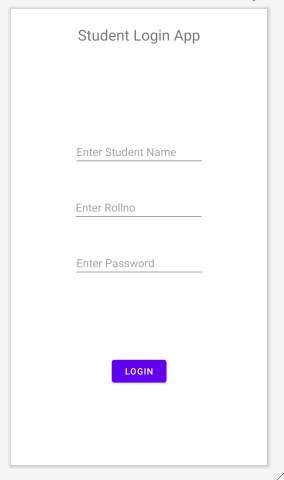 Student Login App
Enter Student Name
Enter Rollno
Enter Password
LOGIN